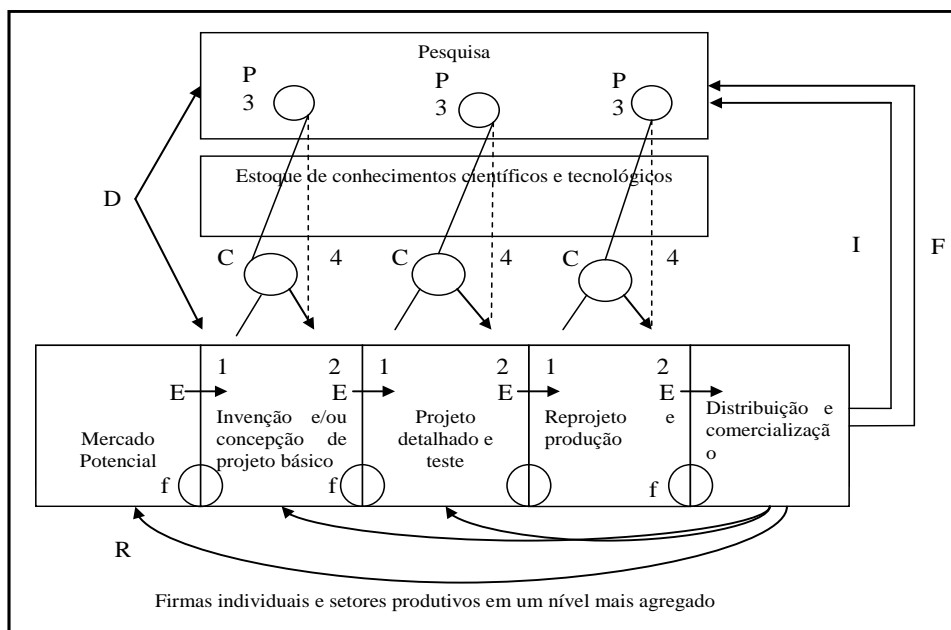 Pesquisa
P
3
P
3
P
3
Estoque de conhecimentos científicos e tecnológicos
D
C
4
C
4
C
4
I
F
1
2
1
2
1
2
E
E
E
E
Mercado
Potencial
Invenção e/ou
concepção de
projeto básico
Projeto
detalhado e
teste
Reprojeto e
produção
Distribuição e
comercializaçã
o
f
f
f
R
Firmas individuais e setores produtivos em um nível mais agregado